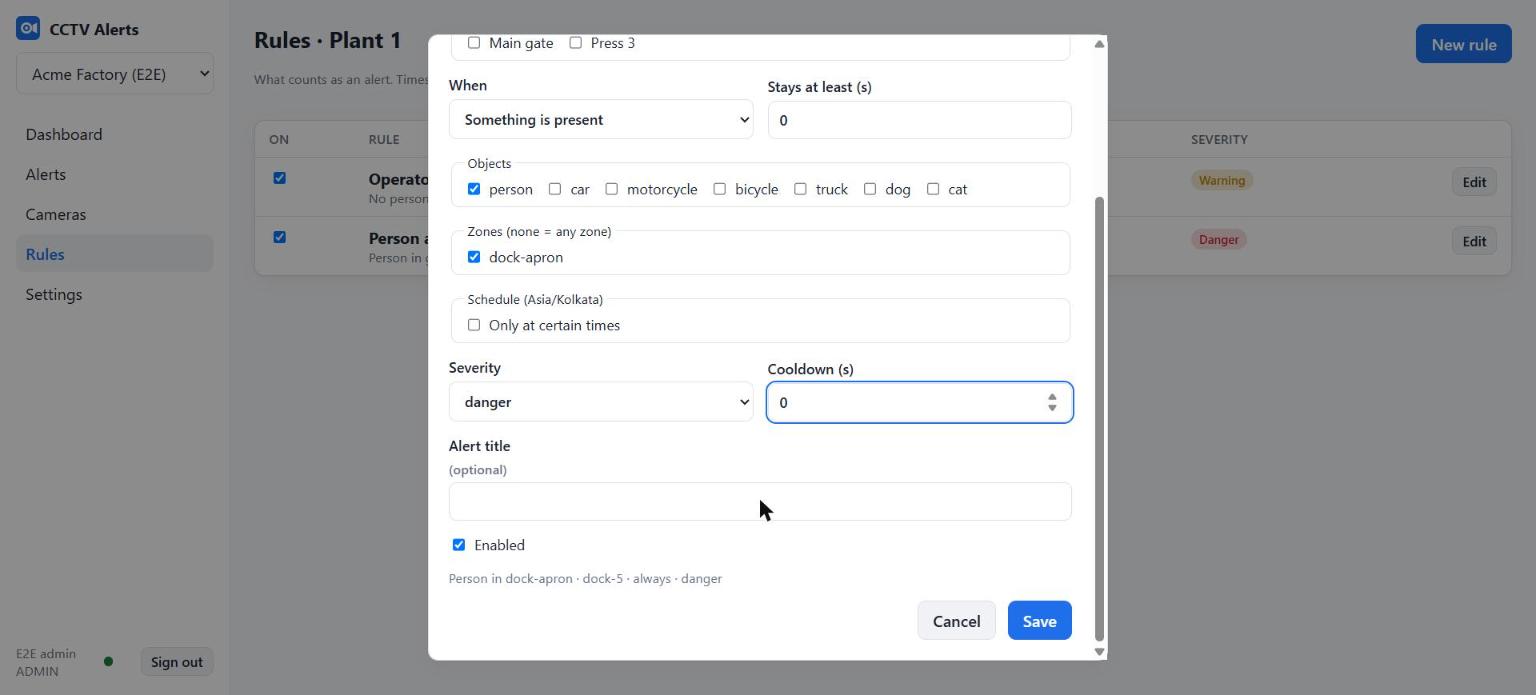 CCTV Alerts
Acme Factory (E2E)
Dashboard
Alerts
Cameras
Rules
Settings
E2E admin
ADMIN
Sign out
Rules · Plant 1
New rule
What counts as an alert. Times
ON RULE SEVERITY
Operato
No person
Warning
Edit
Person a
Person in g
Danger
Edit
Main gate Press 3
When Stays at least (s)
Something is present 0
Objects
person car motorcycle bicycle truck dog cat
Zones (none = any zone)
dock-apron
Schedule (Asia/Kolkata)
Only at certain times
Severity Cooldown (s)
danger 0
Alert title
(optional)
Enabled
Person in dock-apron · dock-5 · always · danger
Cancel Save